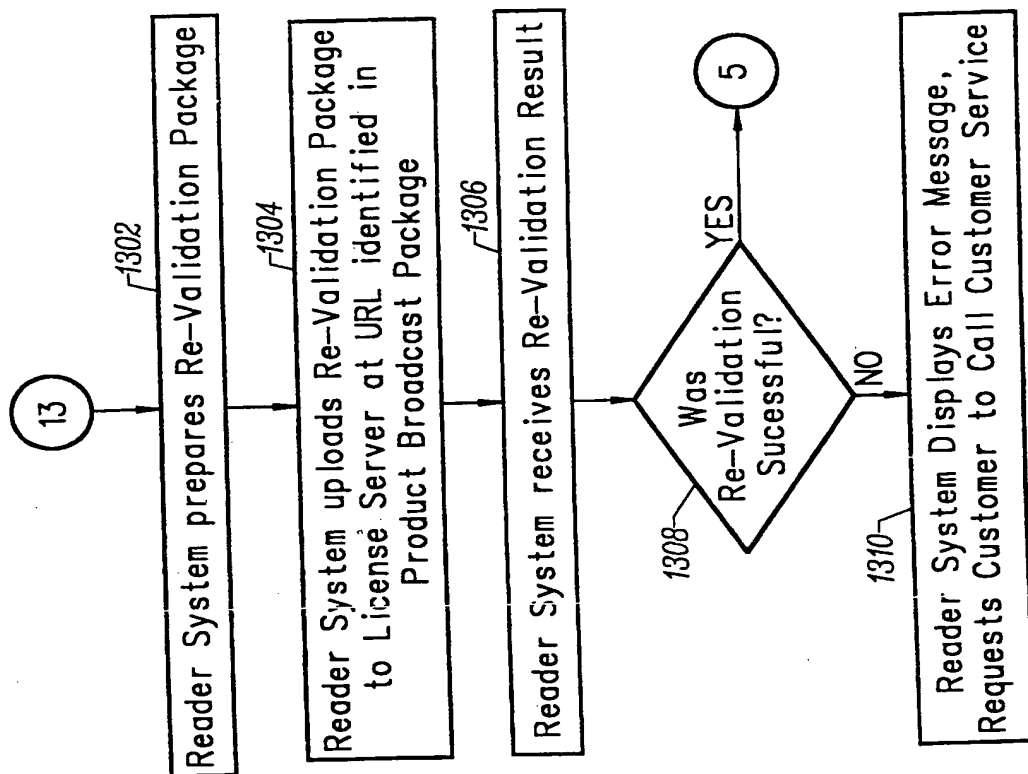 13
1302
Reader System prepares Re-Validation Package
1304
Reader System uploads Re-Validation Package
to License Server at URL identified in
Product Broadcast Package
1306
Reader System receives Re-Validation Result
1308
Was
Re-Validation
Sucessful?
YES
5
NO
1310
Reader System Displays Error Message,
Requests Customer to Call Customer Service